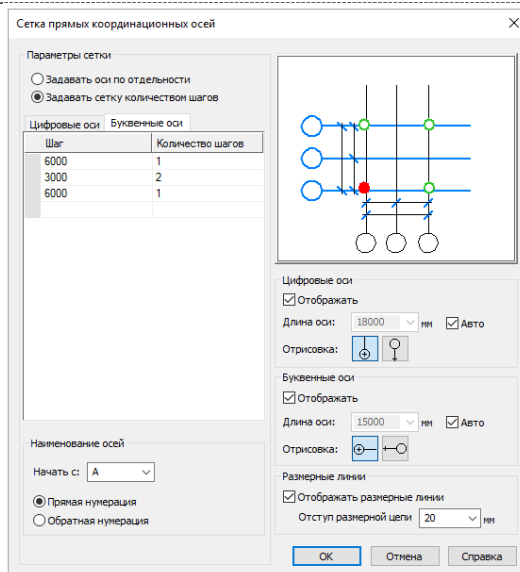 Сетка прямых координационных осей
Параметры сетки
Задавать оси по отдельности
Задавать сетку количеством шагов
Цифровые оси Буквенные оси
Шаг Количество шагов
6000 1
3000 2
6000 1
Наименование осей
Начать с: А
Прямая нумерация
Обратная нумерация
Цифровые оси
Отображать
Длина оси: 18000 мм Авто
Отрисовка:
Буквенные оси
Отображать
Длина оси: 15000 мм Авто
Отрисовка:
Размерные линии
Отображать размерные линии
Отступ размерной цепи 20 мм
ОК Отмена Справка